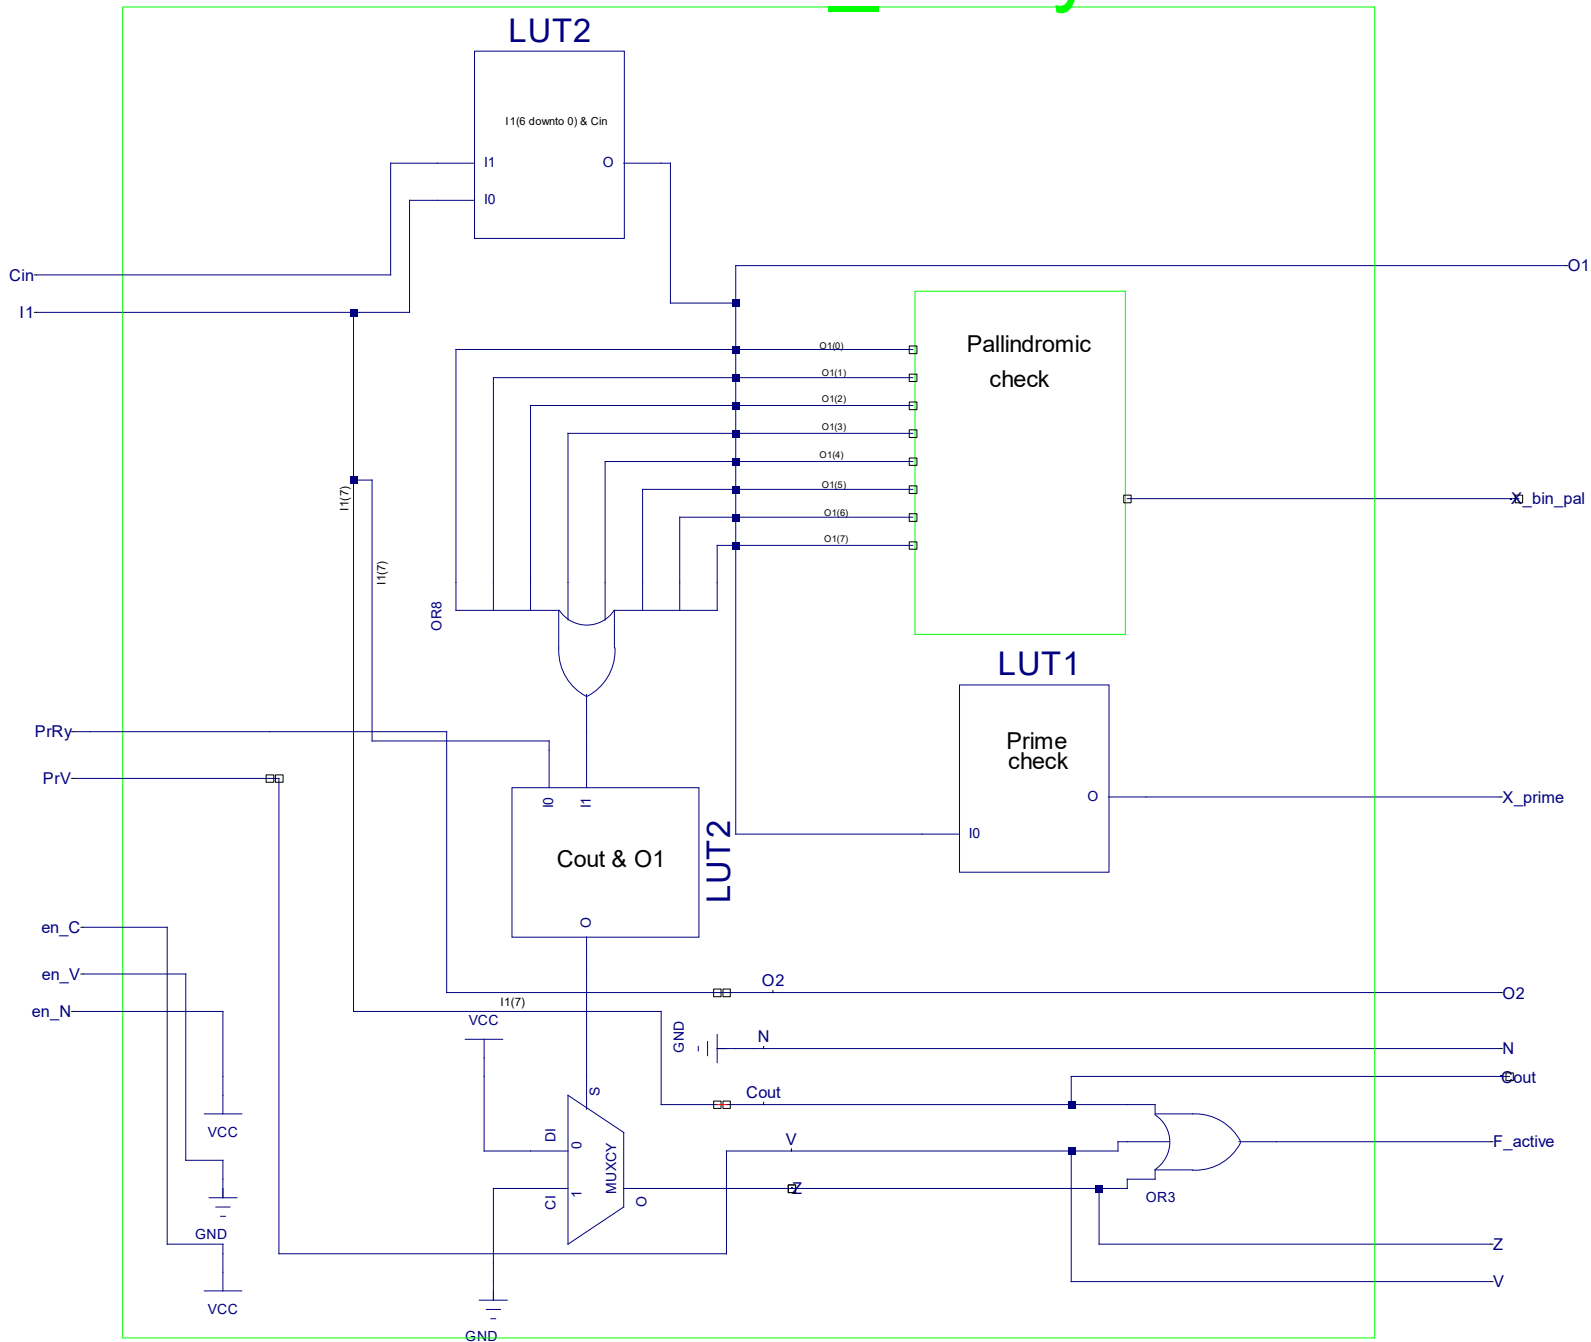 LUT2
I1(6 downto 0) & Cin
I1
O
I0
Cin
I1
O1
Pallindromic
check
O1(0)
O1(1)
O1(2)
O1(3)
O1(4)
O1(5)
O1(6)
O1(7)
X_bin_pal
I1(7)
I1(7)
OR8
LUT1
Prime
check
O
I0
X_prime
PrRy
PrV
I0
I1
Cout & O1
O
LUT2
en_C
en_V
en_N
O2
O2
I1(7)
VCC
GND
N
N
Cout
Cout
S
VCC
DI
0
MUXCY
CI
1
O
V
F_active
Z
OR3
GND
Z
V
VCC
GND